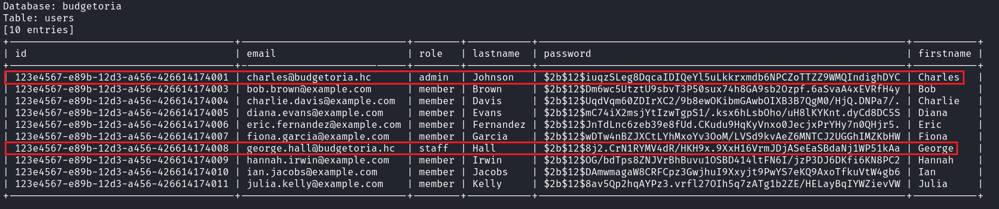 Database: budgetoria
Table: users
[10 entries]
| id | email | role | lastname | password | firstname |
| 123e4567-e89b-12d3-a456-426614174001 | charles@budgetoria.hc | admin | Johnson | $2b$12$iuqzSLeg8DqcaIDIQeYl5uLkkrxmdb6NPCZoTTZZ9WMQIndighDYC | Charles |
| 123e4567-e89b-12d3-a456-426614174003 | bob.brown@example.com | member | Brown | $2b$12$Dm6wc5UtztU9sbvT3P50sux74h8GA9sb2Ozpf.6aSvaA4xEVRfH4y | Bob |
| 123e4567-e89b-12d3-a456-426614174004 | charlie.davis@example.com | member | Davis | $2b$12$UqdVqm60ZDIrXC2/9b8ewOKibmGAwbOIXB3B7QgM0/HjQ.DNPa7/. | Charlie |
| 123e4567-e89b-12d3-a456-426614174005 | diana.evans@example.com | member | Evans | $2b$12$mC74iX2msjYtIzwTgpS1/.ksx6hLsbOho/uH8lKYKnt.dyCd8DC5S | Diana |
| 123e4567-e89b-12d3-a456-426614174006 | eric.fernandez@example.com | member | Fernandez | $2b$12$JnTdLnc6zeb39e8fUd.CKudu9HqKyVnxo0JecjxPrYHy7n0QHjr5. | Eric |
| 123e4567-e89b-12d3-a456-426614174007 | fiona.garcia@example.com | member | Garcia | $2b$12$wDTw4nBZJXCtLYhMxoYv3OoM/LVSd9kvAeZ6MNTCJ2UGGhIMZKbHW | Fiona |
| 123e4567-e89b-12d3-a456-426614174008 | george.hall@budgetoria.hc | staff | Hall | $2b$12$8j2.CrN1RYMV4dR/HKH9x.9XxH16VrmJDjASeEaSBdaNj1WP51kAa | George |
| 123e4567-e89b-12d3-a456-426614174009 | hannah.irwin@example.com | member | Irwin | $2b$12$OG/bdTps8ZNJVrBhBuvu1OSBD414ltFN6I/jzP3DJ6DKfi6KN8PC2 | Hannah |
| 123e4567-e89b-12d3-a456-426614174010 | ian.jacobs@example.com | member | Jacobs | $2b$12$DAmwmagaW8CRFCpz3GwjhuI9Xxyjt9PwYS7eKQ9AxoTfkuVtW4gb6 | Ian |
| 123e4567-e89b-12d3-a456-426614174011 | julia.kelly@example.com | member | Kelly | $2b$12$8av5Qp2hqAYPz3.vrfl27OIh5q7zATg1b2ZE/HELayBqIYWZievVW | Julia |